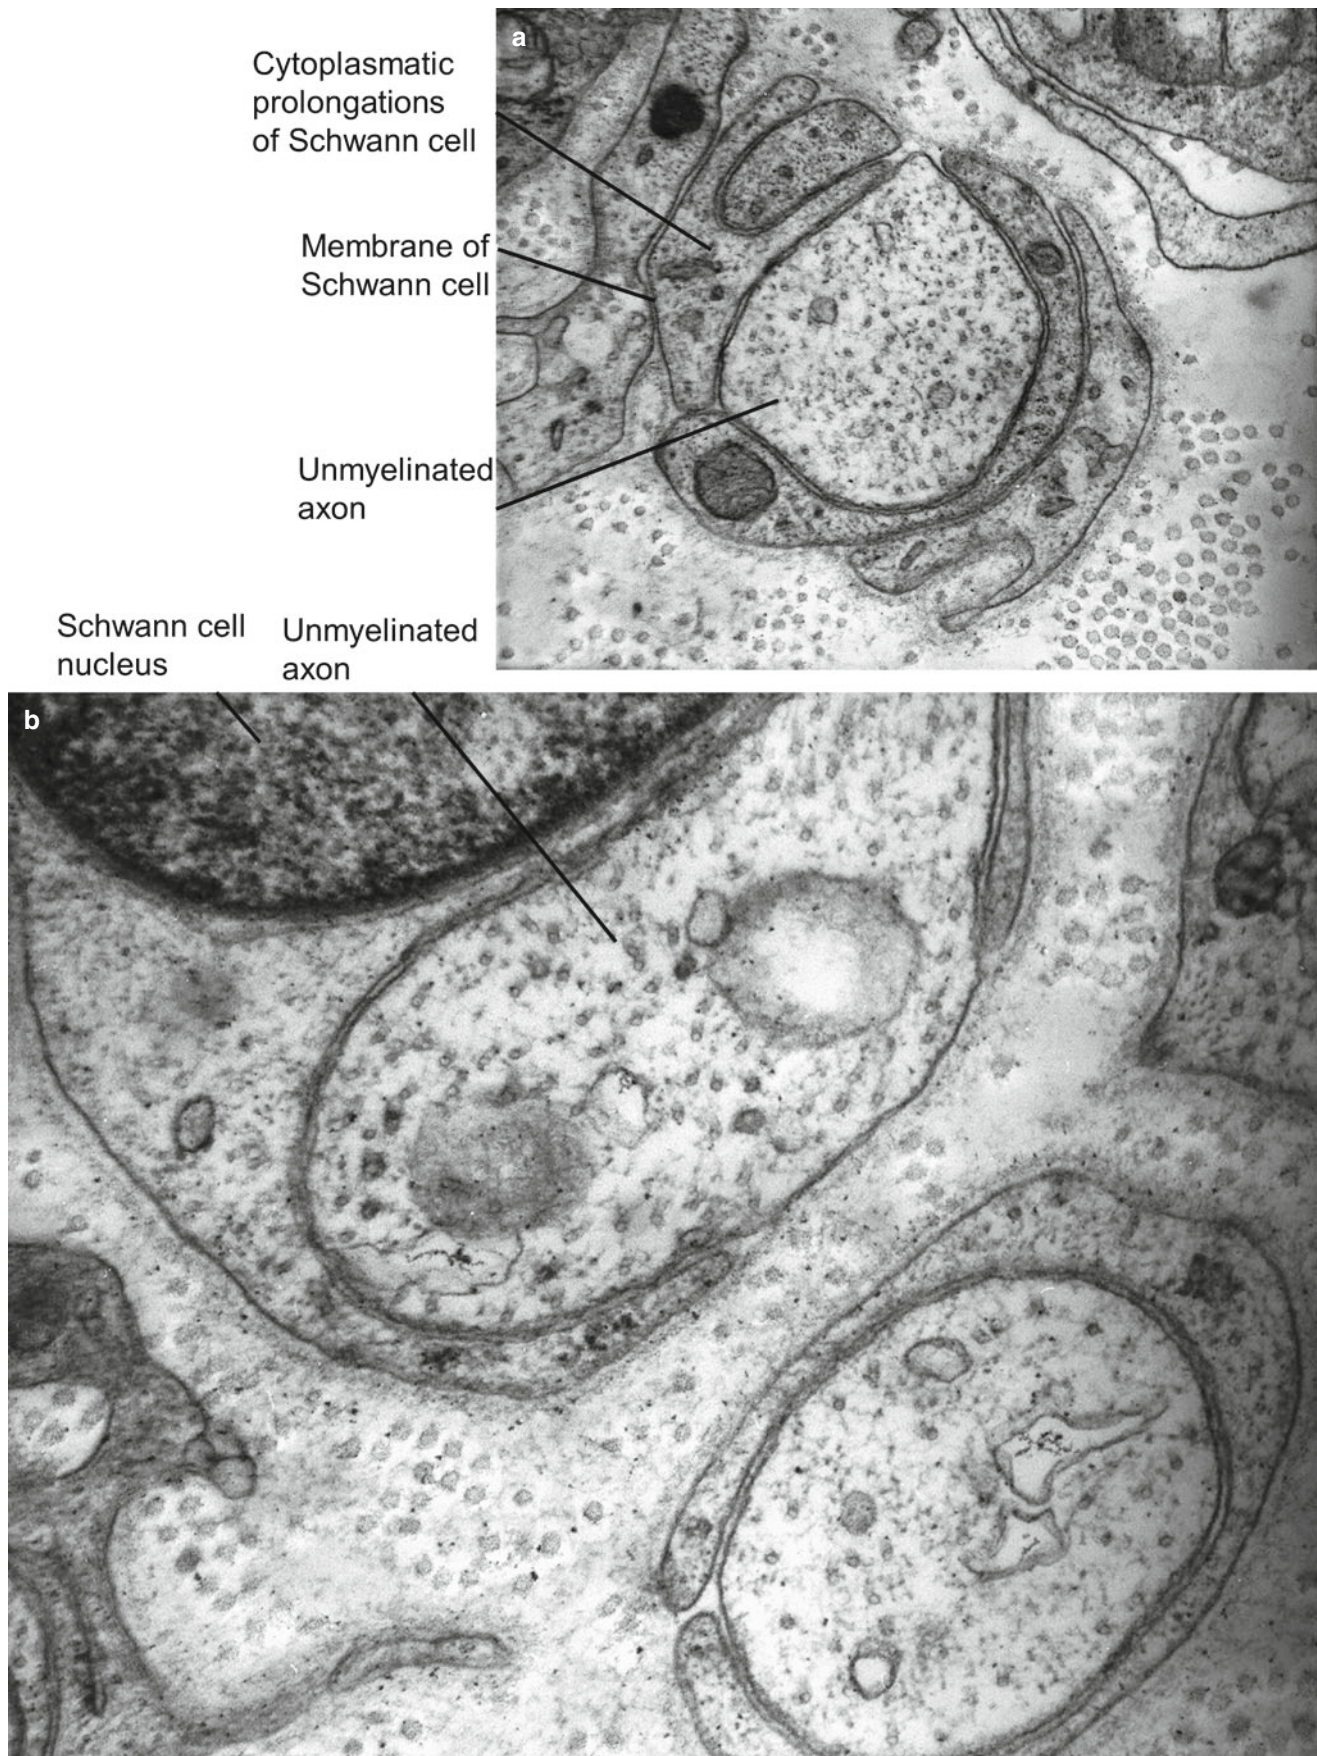 a
Cytoplasmatic
prolongations
of Schwann cell
Membrane of
Schwann cell
Unmyelinated
axon
Schwann cell
nucleus
Unmyelinated
axon
b